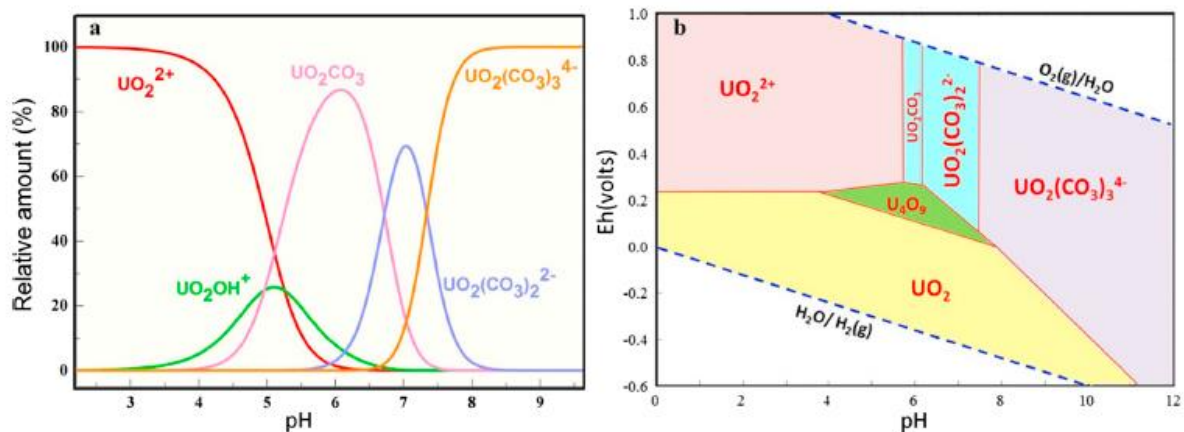 a
Relative amount (%)
100
80
60
40
20
0
UO₂²⁺
UO₂CO₃
UO₂(CO₃)₃⁴⁻
UO₂OH⁺
UO₂(CO₃)₂²⁻
3 4 5 6 7 8 9
pH
b
Eh(volts)
1.0
0.8
0.6
0.4
0.2
0.0
-0.2
-0.4
-0.6
UO₂²⁺
UO₂CO₃
UO₂(CO₃)₂²⁻
O₂(g)/H₂O
UO₂(CO₃)₃⁴⁻
U₄O₉
UO₂
H₂O/ H₂(g)
0 2 4 6 8 10 12
pH